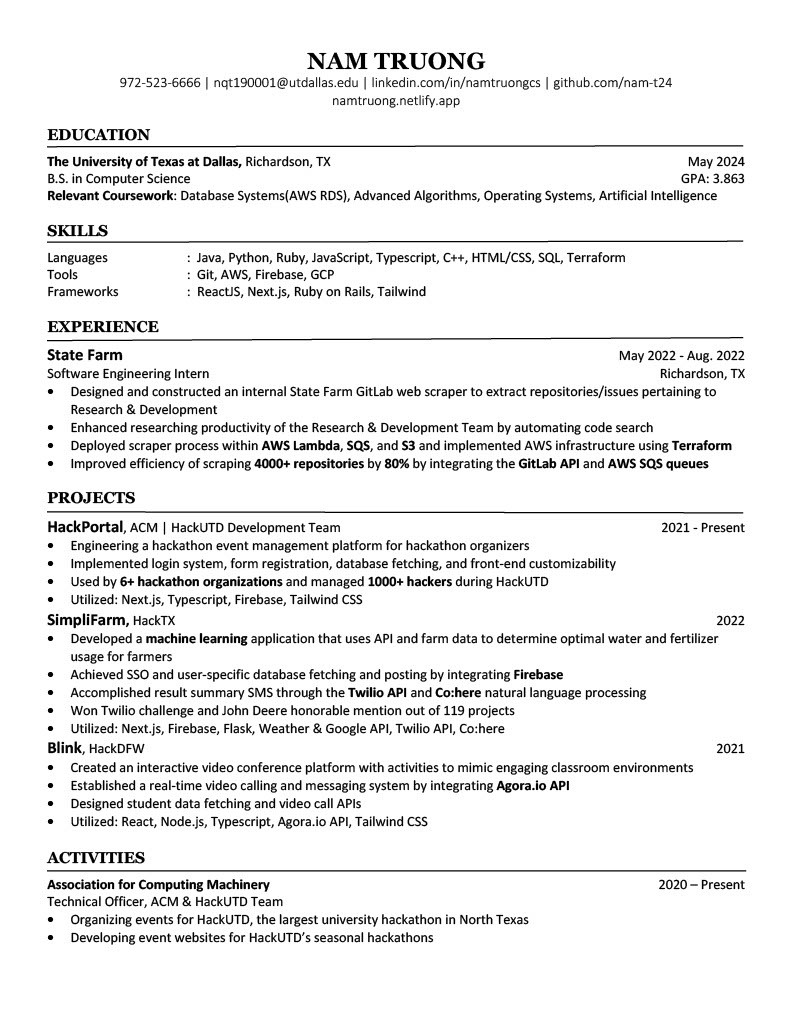 NAM TRUONG
972-523-6666 | nqt190001@utdallas.edu | linkedin.com/in/namtruongcs | github.com/nam-t24
namtruong.netlify.app
EDUCATION
The University of Texas at Dallas, Richardson, TX May 2024
B.S. in Computer Science GPA: 3.863
Relevant Coursework: Database Systems(AWS RDS), Advanced Algorithms, Operating Systems, Artificial Intelligence
SKILLS
Languages : Java, Python, Ruby, JavaScript, Typescript, C++, HTML/CSS, SQL, Terraform
Tools : Git, AWS, Firebase, GCP
Frameworks : ReactJS, Next.js, Ruby on Rails, Tailwind
EXPERIENCE
State Farm May 2022 - Aug. 2022
Software Engineering Intern Richardson, TX
• Designed and constructed an internal State Farm GitLab web scraper to extract repositories/issues pertaining to
Research & Development
• Enhanced researching productivity of the Research & Development Team by automating code search
• Deployed scraper process within AWS Lambda, SQS, and S3 and implemented AWS infrastructure using Terraform
• Improved efficiency of scraping 4000+ repositories by 80% by integrating the GitLab API and AWS SQS queues
PROJECTS
HackPortal, ACM | HackUTD Development Team 2021 - Present
• Engineering a hackathon event management platform for hackathon organizers
• Implemented login system, form registration, database fetching, and front-end customizability
• Used by 6+ hackathon organizations and managed 1000+ hackers during HackUTD
• Utilized: Next.js, Typescript, Firebase, Tailwind CSS
SimpliFarm, HackTX 2022
• Developed a machine learning application that uses API and farm data to determine optimal water and fertilizer
usage for farmers
• Achieved SSO and user-specific database fetching and posting by integrating Firebase
• Accomplished result summary SMS through the Twilio API and Co:here natural language processing
• Won Twilio challenge and John Deere honorable mention out of 119 projects
• Utilized: Next.js, Firebase, Flask, Weather & Google API, Twilio API, Co:here
Blink, HackDFW 2021
• Created an interactive video conference platform with activities to mimic engaging classroom environments
• Established a real-time video calling and messaging system by integrating Agora.io API
• Designed student data fetching and video call APIs
• Utilized: React, Node.js, Typescript, Agora.io API, Tailwind CSS
ACTIVITIES
Association for Computing Machinery 2020 – Present
Technical Officer, ACM & HackUTD Team
• Organizing events for HackUTD, the largest university hackathon in North Texas
• Developing event websites for HackUTD’s seasonal hackathons